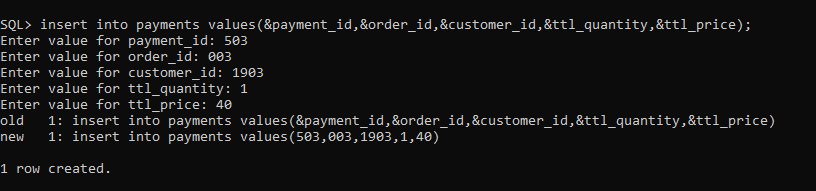 SQL> insert into payments values(&payment_id,&order_id,&customer_id,&ttl_quantity,&ttl_price);
Enter value for payment_id: 503
Enter value for order_id: 003
Enter value for customer_id: 1903
Enter value for ttl_quantity: 1
Enter value for ttl_price: 40
old   1: insert into payments values(&payment_id,&order_id,&customer_id,&ttl_quantity,&ttl_price)
new   1: insert into payments values(503,003,1903,1,40)
1 row created.